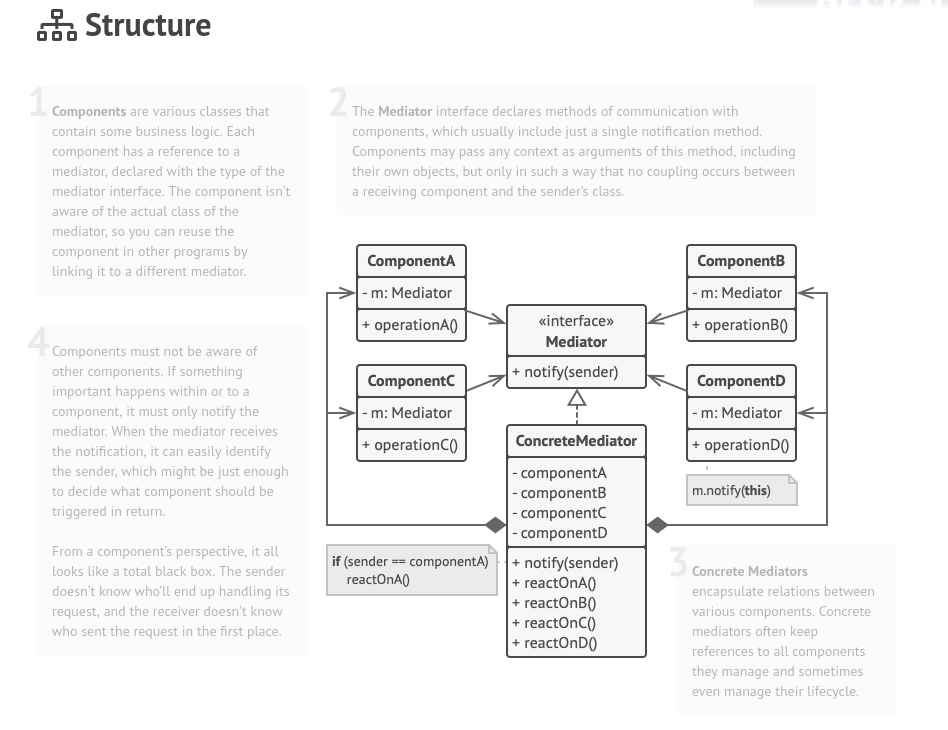 Structure
1
Components are various classes that
contain some business logic. Each
component has a reference to a
mediator, declared with the type of the
mediator interface. The component isn't
aware of the actual class of the
mediator, so you can reuse the
component in other programs by
linking it to a different mediator.
2
The Mediator interface declares methods of communication with
components, which usually include just a single notification method.
Components may pass any context as arguments of this method, including
their own objects, but only in such a way that no coupling occurs between
a receiving component and the sender's class.
ComponentA
- m: Mediator
+ operationA()
«interface»
Mediator
+ notify(sender)
ComponentB
- m: Mediator
+ operationB()
4
Components must not be aware of
other components. If something
important happens within or to a
component, it must only notify the
mediator. When the mediator receives
the notification, it can easily identify
the sender, which might be just enough
to decide what component should be
triggered in return.
From a component's perspective, it all
looks like a total black box. The sender
doesn't know who'll end up handling its
request, and the receiver doesn't know
who sent the request in the first place.
ComponentC
- m: Mediator
+ operationC()
ComponentD
- m: Mediator
+ operationD()
ConcreteMediator
- componentA
- componentB
- componentC
- componentD
+ notify(sender)
+ reactOnA()
+ reactOnB()
+ reactOnC()
+ reactOnD()
m.notify(this)
if (sender == componentA)
reactOnA()
3
Concrete Mediators
encapsulate relations between
various components. Concrete
mediators often keep
references to all components
they manage and sometimes
even manage their lifecycle.